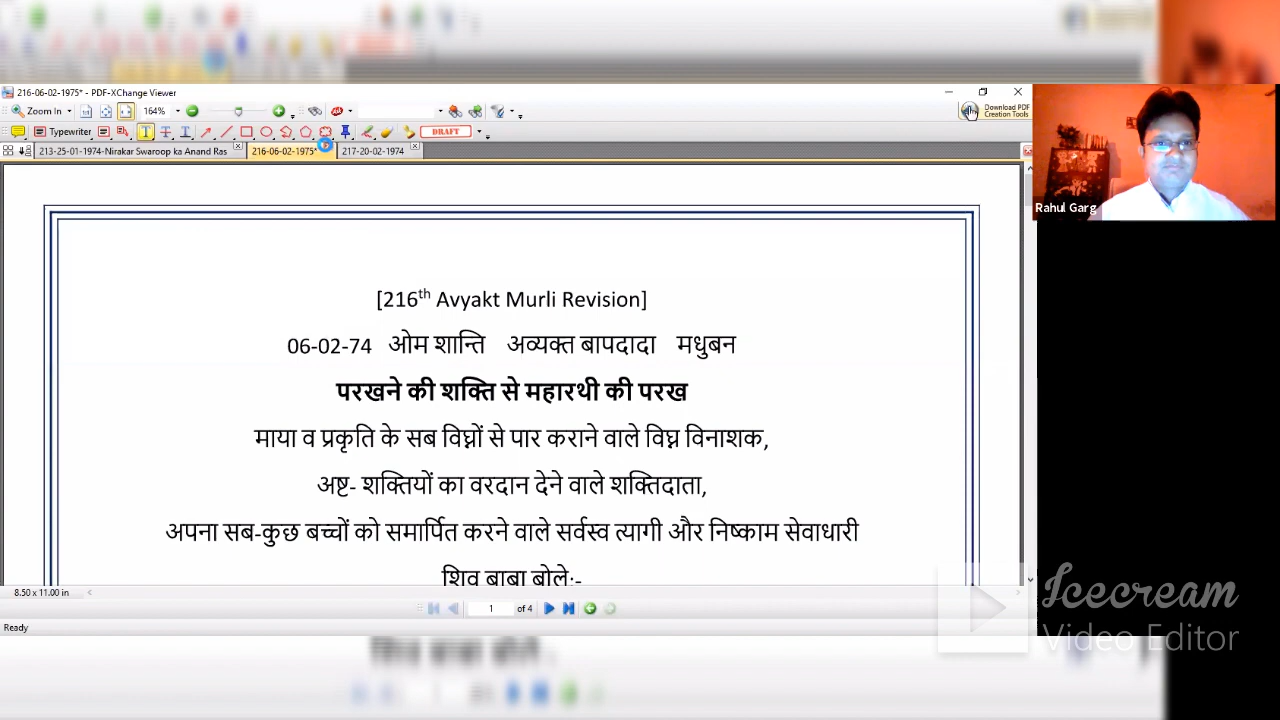 216-06-02-1975* - PDF-XChange Viewer
Zoom In
164%
Download PDF
Creation Tools
Typewriter
DRAFT
213-25-01-1974-Nirakar Swaroop ka Anand Ras
216-06-02-1975*
217-20-02-1974
Rahul Garg
[216th Avyakt Murli Revision]
06-02-74 ओम शान्ति अव्यक्त बापदादा मधुबन
परखने की शक्ति से महारथी की परख
माया व प्रकृति के सब विघ्नों से पार कराने वाले विघ्न विनाशक,
अष्ट- शक्तियों का वरदान देने वाले शक्तिदाता,
अपना सब-कुछ बच्चों को समार्पित करने वाले सर्वस्व त्यागी और निष्काम सेवाधारी
शिव बाबा बोले:-
8.50 x 11.00 in
1 of 4
Ready
Icecream
Video Editor